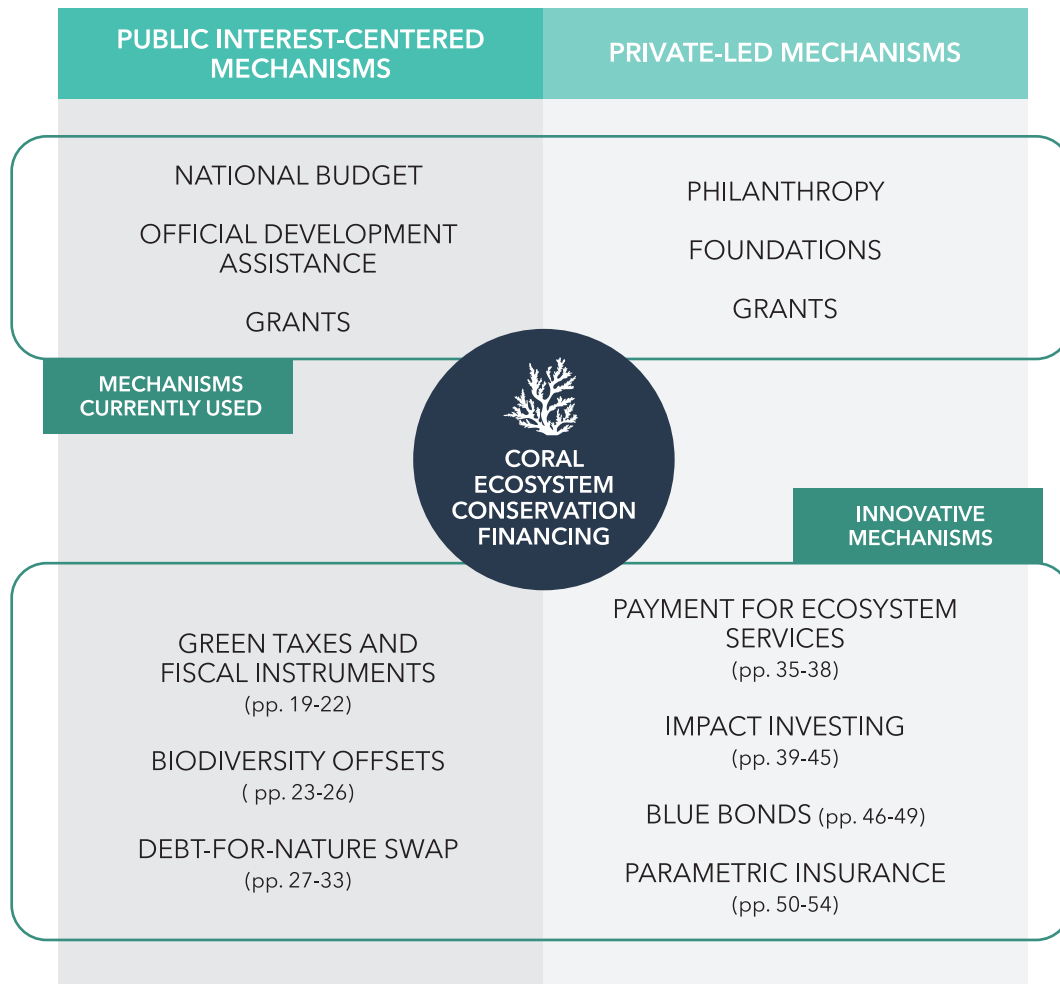 PUBLIC INTEREST-CENTERED
MECHANISMS
PRIVATE-LED MECHANISMS
NATIONAL BUDGET
OFFICIAL DEVELOPMENT
ASSISTANCE
GRANTS
PHILANTHROPY
FOUNDATIONS
GRANTS
MECHANISMS
CURRENTLY USED
CORAL
ECOSYSTEM
CONSERVATION
FINANCING
INNOVATIVE
MECHANISMS
GREEN TAXES AND
FISCAL INSTRUMENTS
(pp. 19-22)
BIODIVERSITY OFFSETS
( pp. 23-26)
DEBT-FOR-NATURE SWAP
(pp. 27-33)
PAYMENT FOR ECOSYSTEM
SERVICES
(pp. 35-38)
IMPACT INVESTING
(pp. 39-45)
BLUE BONDS (pp. 46-49)
PARAMETRIC INSURANCE
(pp. 50-54)